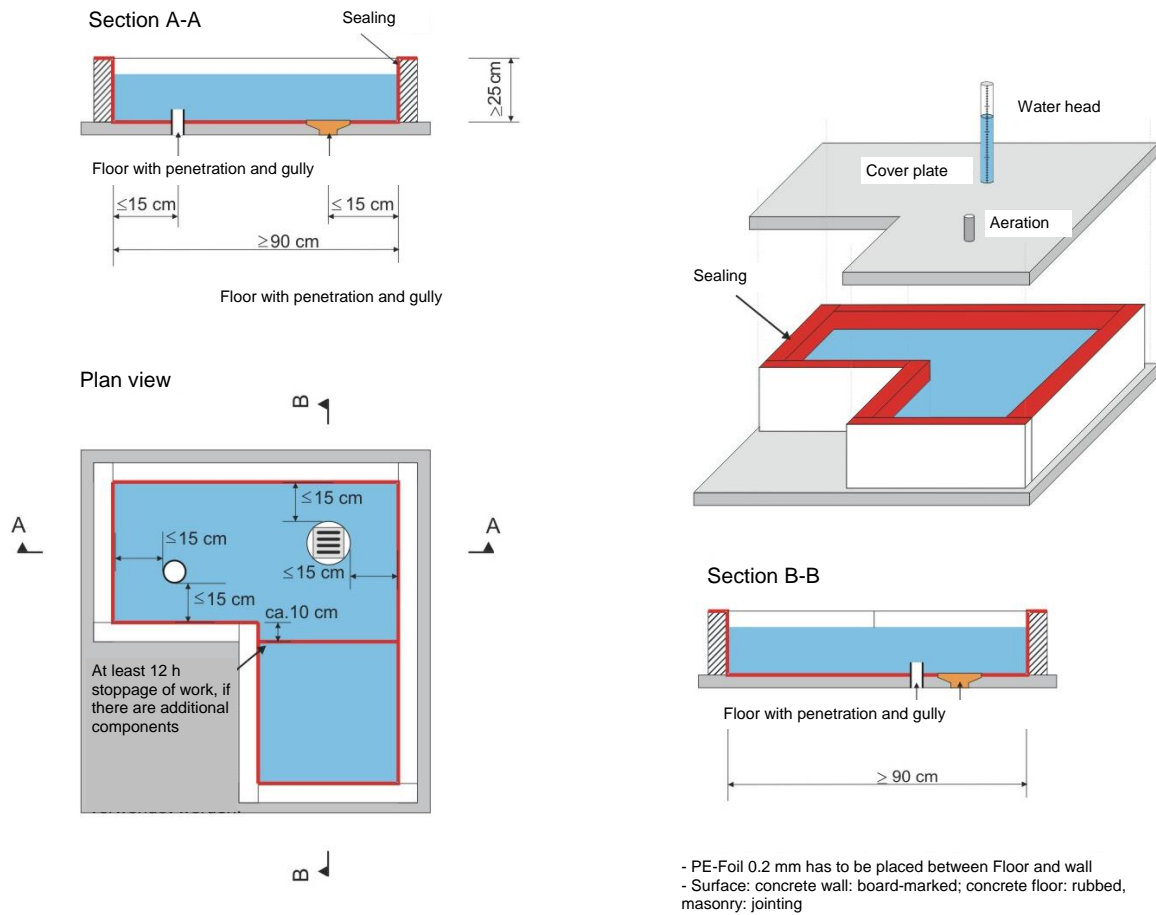 Section A-A
Sealing
≥25 cm
Floor with penetration and gully
≤15 cm
≤ 15 cm
≥90 cm
Floor with penetration and gully
Plan view
B
A
A
≤15 cm
≤15 cm
≤15 cm
≤15 cm
ca.10 cm
At least 12 h
stoppage of work, if
there are additional
components
B
Water head
Cover plate
Aeration
Sealing
Section B-B
Floor with penetration and gully
≥ 90 cm
- PE-Foil 0.2 mm has to be placed between Floor and wall
- Surface: concrete wall: board-marked; concrete floor: rubbed,
masonry: jointing